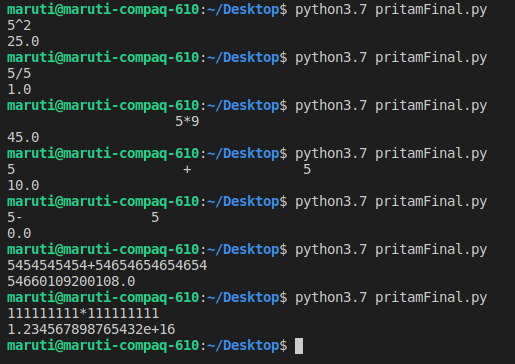 maruti@maruti-compaq-610:~/Desktop$ python3.7 pritamFinal.py
5^2
25.0
maruti@maruti-compaq-610:~/Desktop$ python3.7 pritamFinal.py
5/5
1.0
maruti@maruti-compaq-610:~/Desktop$ python3.7 pritamFinal.py
                     5*9
45.0
maruti@maruti-compaq-610:~/Desktop$ python3.7 pritamFinal.py
5                     +              5
10.0
maruti@maruti-compaq-610:~/Desktop$ python3.7 pritamFinal.py
5-                5
0.0
maruti@maruti-compaq-610:~/Desktop$ python3.7 pritamFinal.py
5454545454+54654654654654
54660109200108.0
maruti@maruti-compaq-610:~/Desktop$ python3.7 pritamFinal.py
111111111*111111111
1.234567898765432e+16
maruti@maruti-compaq-610:~/Desktop$